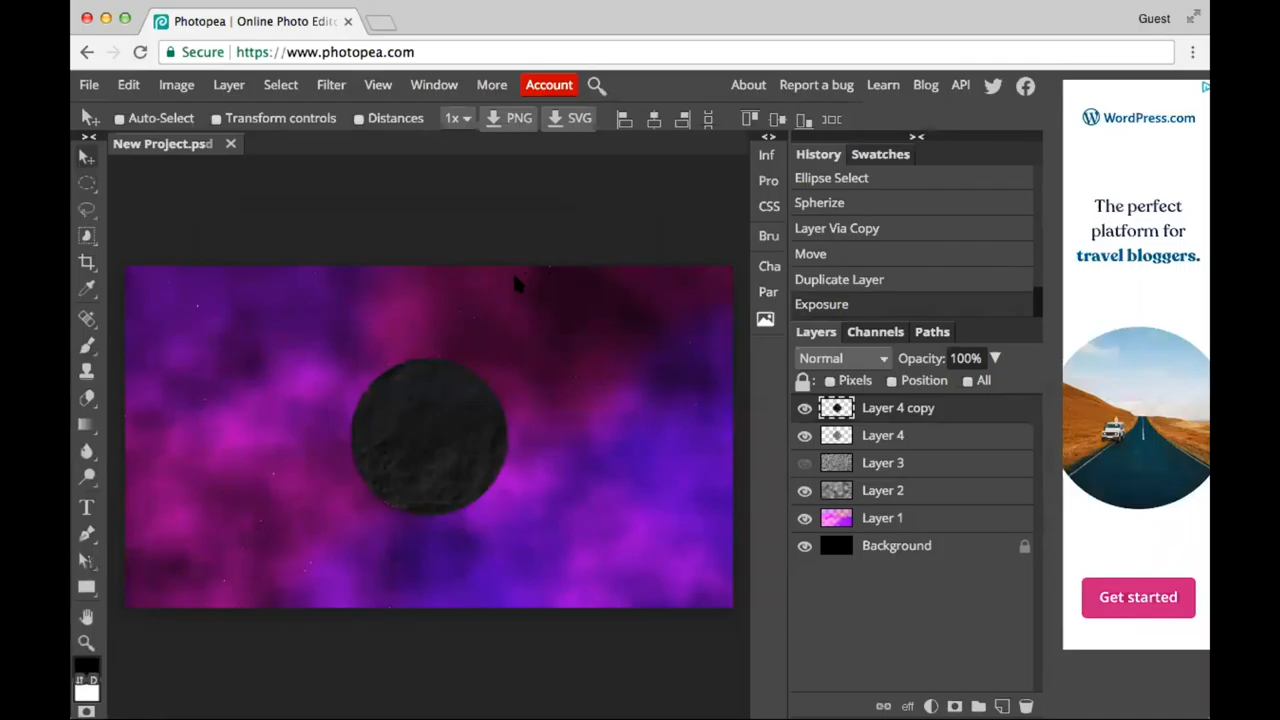 Photopea | Online Photo Edit
Guest
Secure https://www.photopea.com
File Edit Image Layer Select Filter View Window More Account About Report a bug Learn Blog API
Auto-Select Transform controls Distances 1x PNG SVG
New Project.psd
Inf
Pro
CSS
Bru
Cha
Par
History Swatches
Ellipse Select
Spherize
Layer Via Copy
Move
Duplicate Layer
Exposure
Layers Channels Paths
Normal Opacity: 100%
Pixels Position All
Layer 4 copy
Layer 4
Layer 3
Layer 2
Layer 1
Background
eff
T
D
WordPress.com
The perfect
platform for
travel bloggers.
Get started